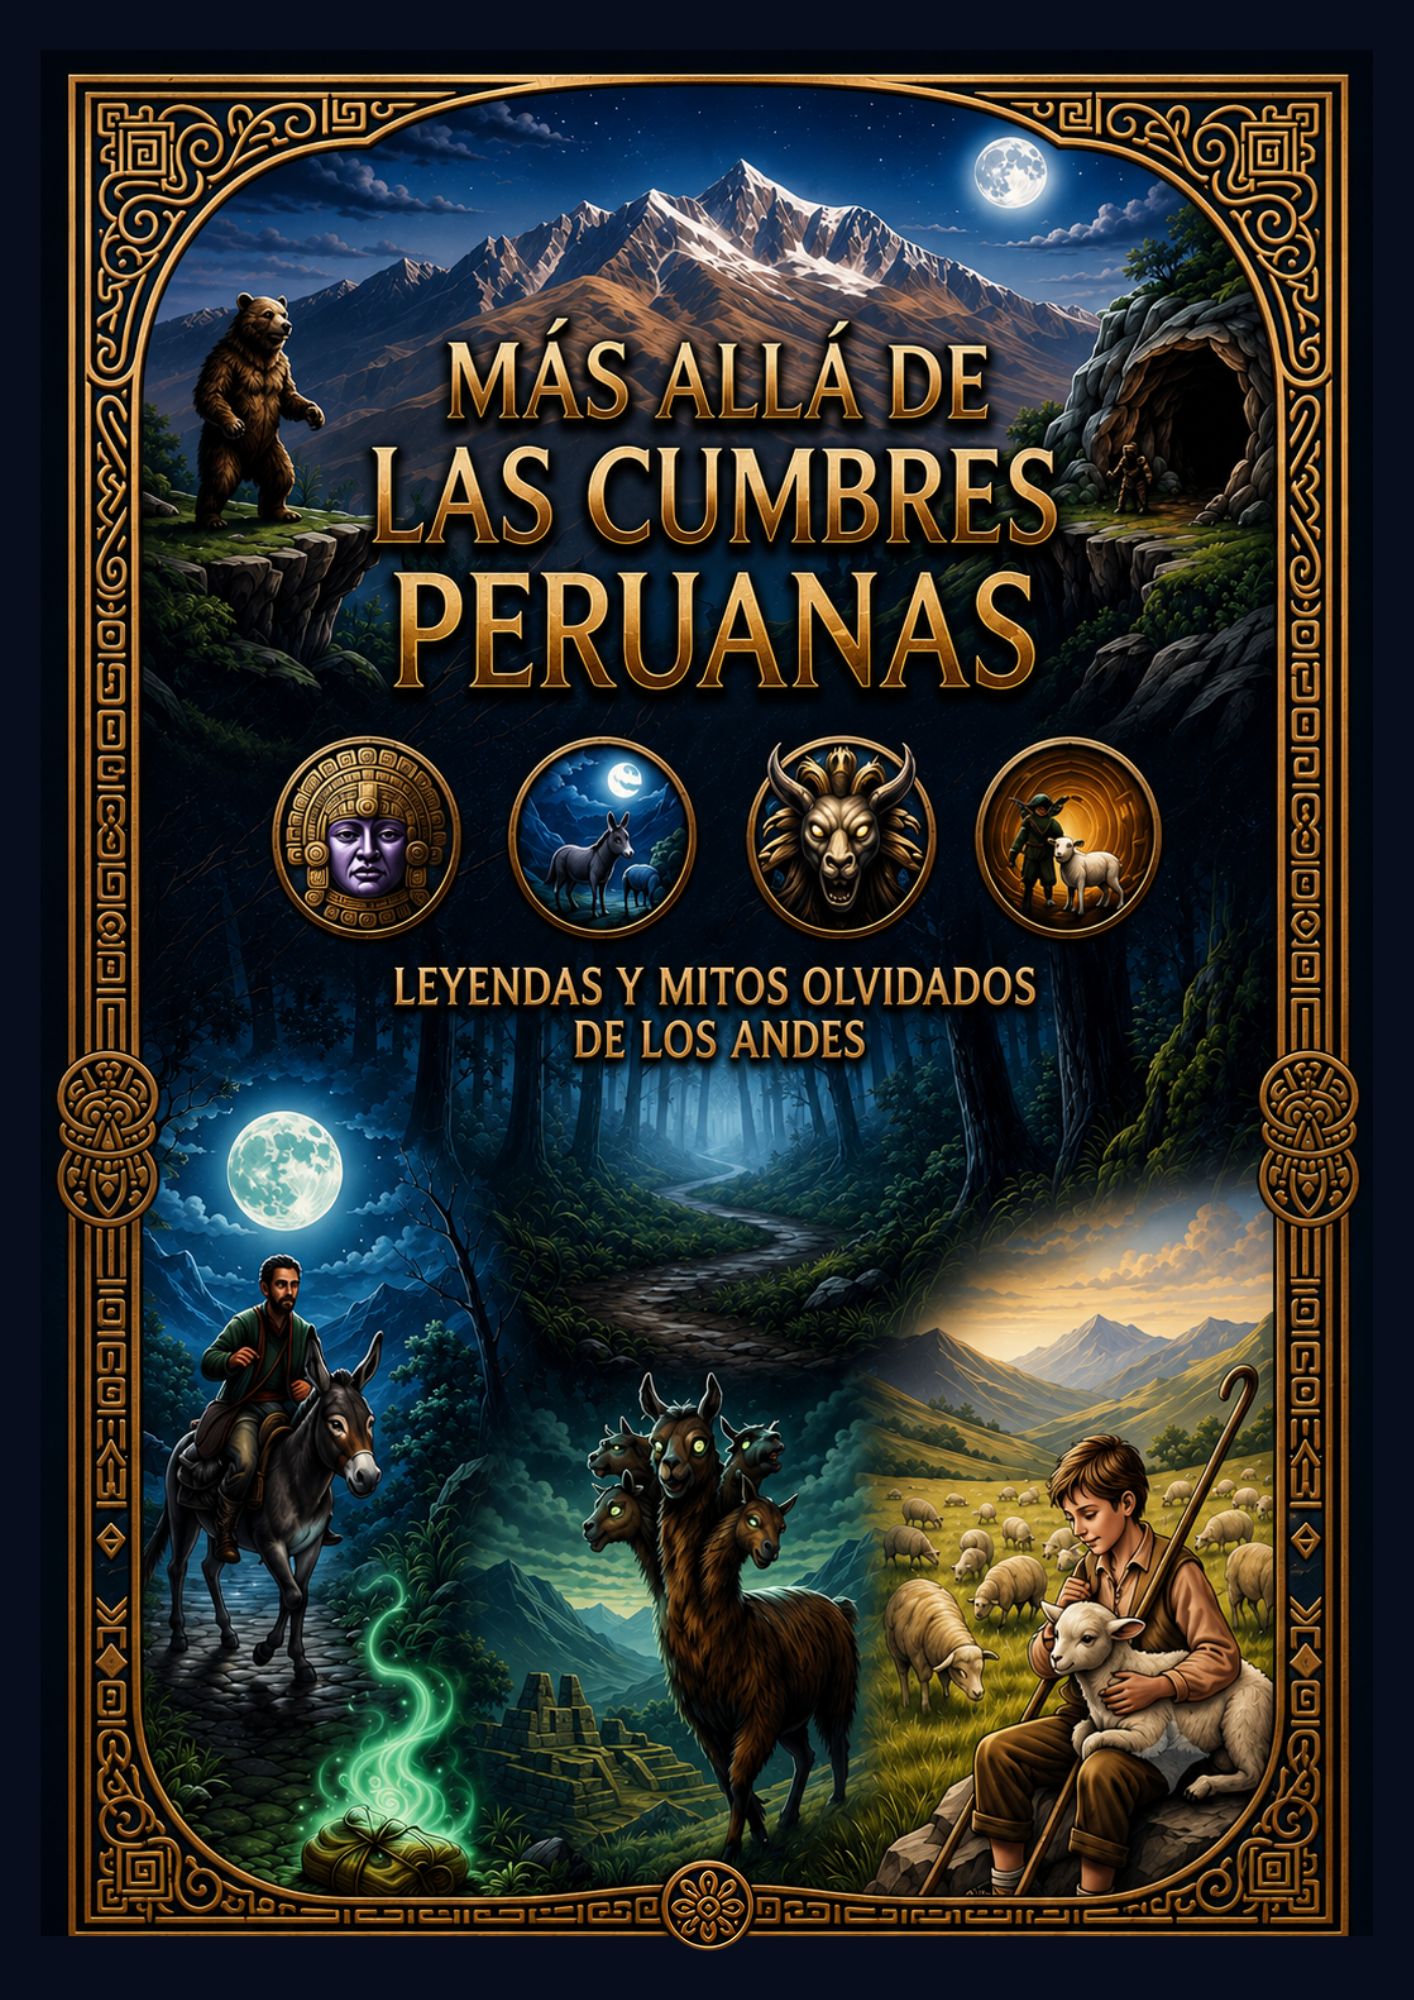 MÁS ALLÁ DE
LAS CUMBRES
PERUANAS
LEYENDAS Y MITOS OLVIDADOS
DE LOS ANDES